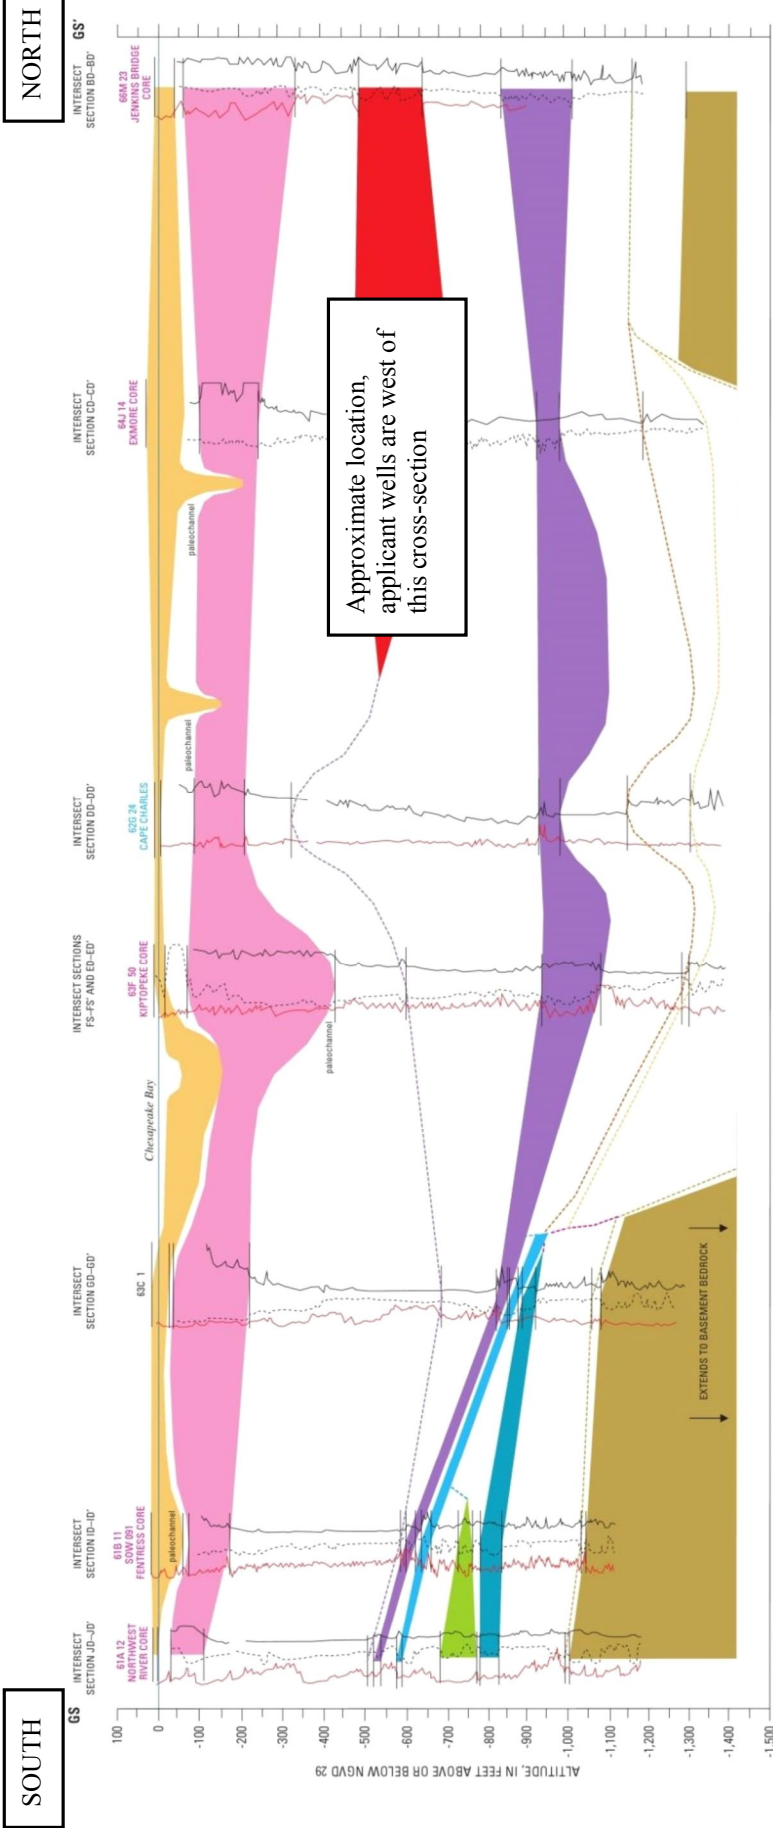 SOUTH
NORTH
GS
GS'
INTERSECT
SECTION JD–JD'
61A 12
NORTHWEST
RIVER CORE
INTERSECT
SECTION ID–ID'
61B 11
SOW 091
FENTRESS CORE
INTERSECT
SECTION GD–GD'
63C 1
Chesapeake Bay
INTERSECT SECTIONS
FS–FS' AND ED–ED'
63F 50
KIPTOPEKE CORE
INTERSECT
SECTION DD–DD'
62G 24
CAPE CHARLES
INTERSECT
SECTION CD–CD'
64J 14
EXMORE CORE
INTERSECT
SECTION BD–BD'
66M 23
JENKINS BRIDGE
CORE
paleochannel
paleochannel
paleochannel
paleochannel
Approximate location,
applicant wells are west of
this cross-section
EXTENDS TO BASEMENT BEDROCK
ALTITUDE, IN FEET ABOVE OR BELOW NGVD 29
100
0
-100
-200
-300
-400
-500
-600
-700
-800
-900
-1,000
-1,100
-1,200
-1,300
-1,400
-1,500